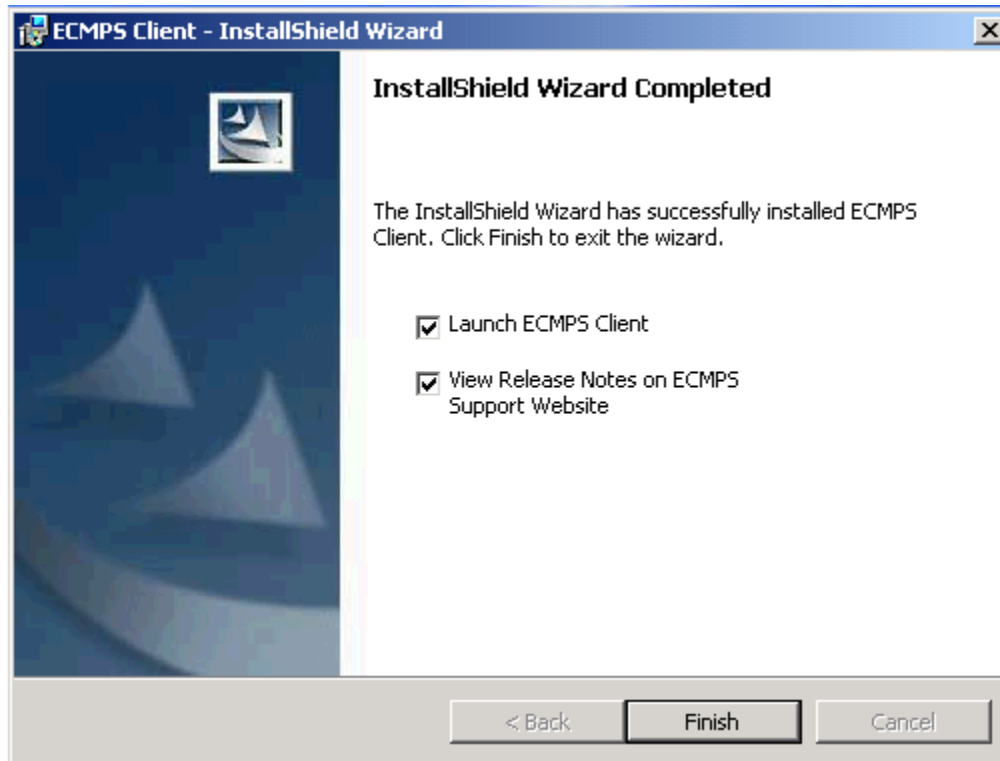 ECMPS Client - InstallShield Wizard
InstallShield Wizard Completed
The InstallShield Wizard has successfully installed ECMPS
Client. Click Finish to exit the wizard.
Launch ECMPS Client
View Release Notes on ECMPS
Support Website
< Back
Finish
Cancel